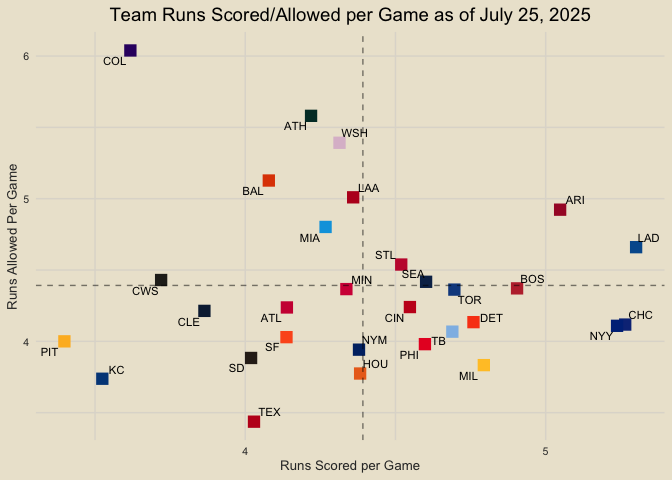 Team Runs Scored/Allowed per Game as of July 25, 2025
Runs Allowed Per Game
6
COL
ATH
WSH
BAL
LAA
5
ARI
MIA
LAD
STL
SEA
CWS
MIN
BOS
TOR
CLE
ATL
CIN
DET
CHC
NYY
SF
NYM
TB
PHI
4
PIT
SD
HOU
KC
MIL
TEX
4
5
Runs Scored per Game